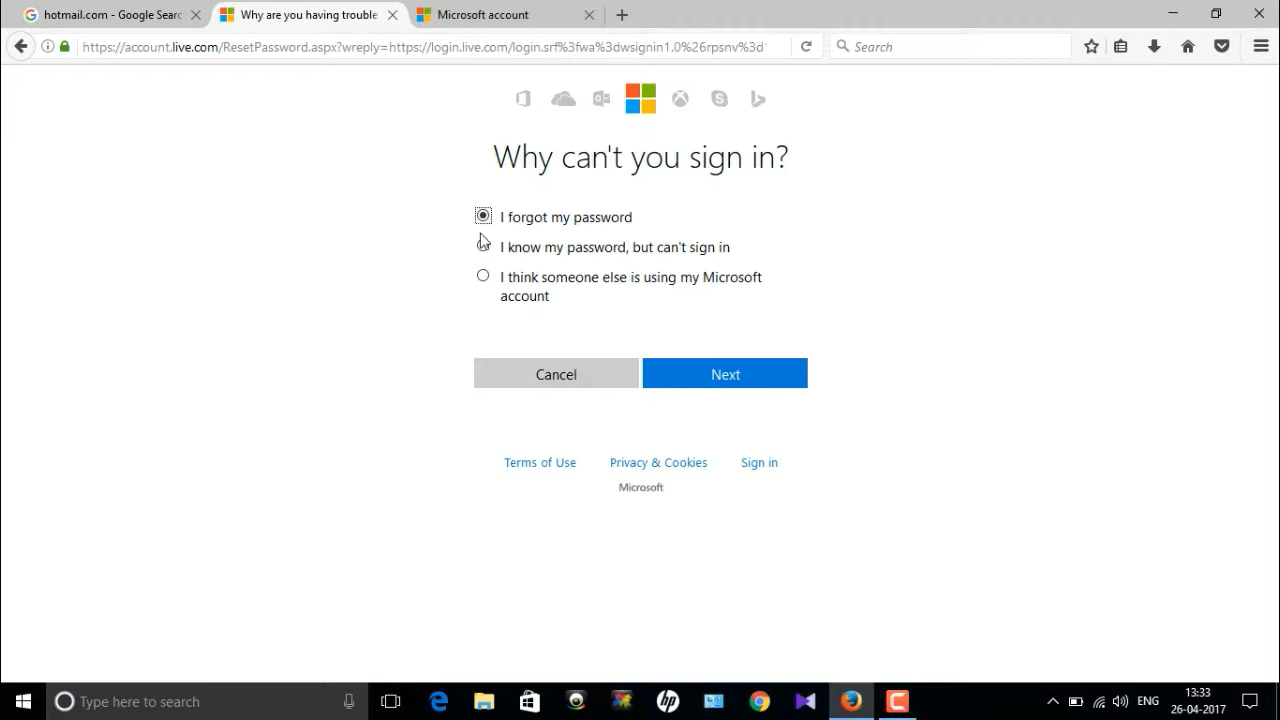 hotmail.com - Google Searc
Why are you having trouble
Microsoft account
https://account.live.com/ResetPassword.aspx?wreply=https://login.live.com/login.srf%3fwa%3dwsignin1.0%26rpsnv%3d
Search
Why can't you sign in?
I forgot my password
I know my password, but can't sign in
I think someone else is using my Microsoft
account
Cancel
Next
Terms of Use
Privacy & Cookies
Sign in
Microsoft
Type here to search
hp
ENG
13:33
26-04-2017